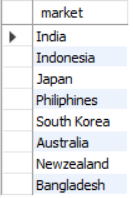 market
India
Indonesia
Japan
Philiphines
South Korea
Australia
Newzealand
Bangladesh